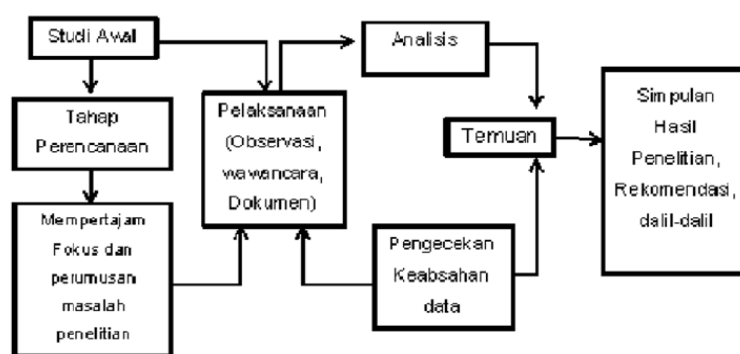 Studi Awal
Tahap
Perencanaan
Mempertajam
Fokus dan
perumusan
masalah
penelitian
Pelaksanaan
(Observasi,
wawancara,
Dokumen)
Analisis
Pengecekan
Keabsahan
data
Temuan
Simpulan
Hasil
Penelitian,
Rekomendasi,
dalil-dalil